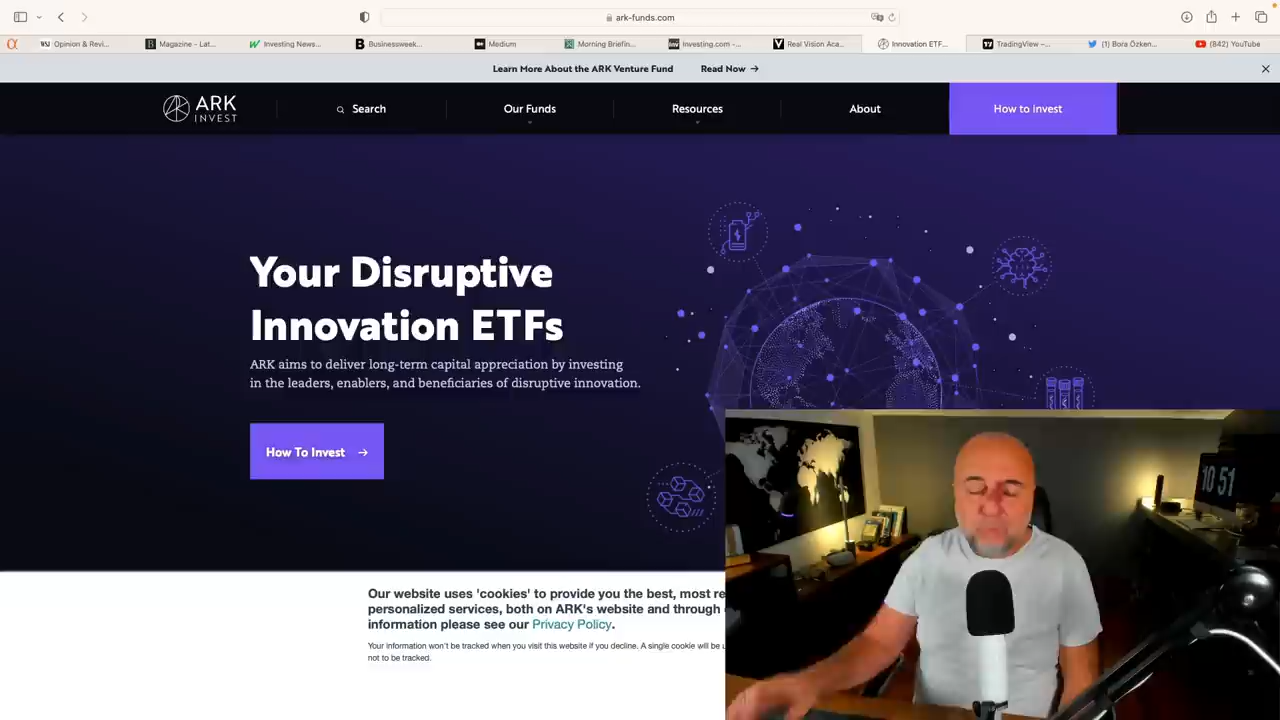 ark-funds.com
Opinion & Revi...
Magazine - Lat...
Investing News...
Businessweek...
Medium
Morning Briefin...
Investing.com -...
Real Vision Aca...
Innovation ETF...
TradingView –...
(1) Bora Özken...
(842) YouTube
Learn More About the ARK Venture Fund Read Now →
ARK INVEST
Search
Our Funds
Resources
About
How to Invest
Your Disruptive
Innovation ETFs
ARK aims to deliver long-term capital appreciation by investing
in the leaders, enablers, and beneficiaries of disruptive innovation.
How To Invest →
10 51
Our website uses 'cookies' to provide you the best, most re
personalized services, both on ARK's website and through
information please see our Privacy Policy.
Your information won't be tracked when you visit this website if you decline. A single cookie will be u
not to be tracked.